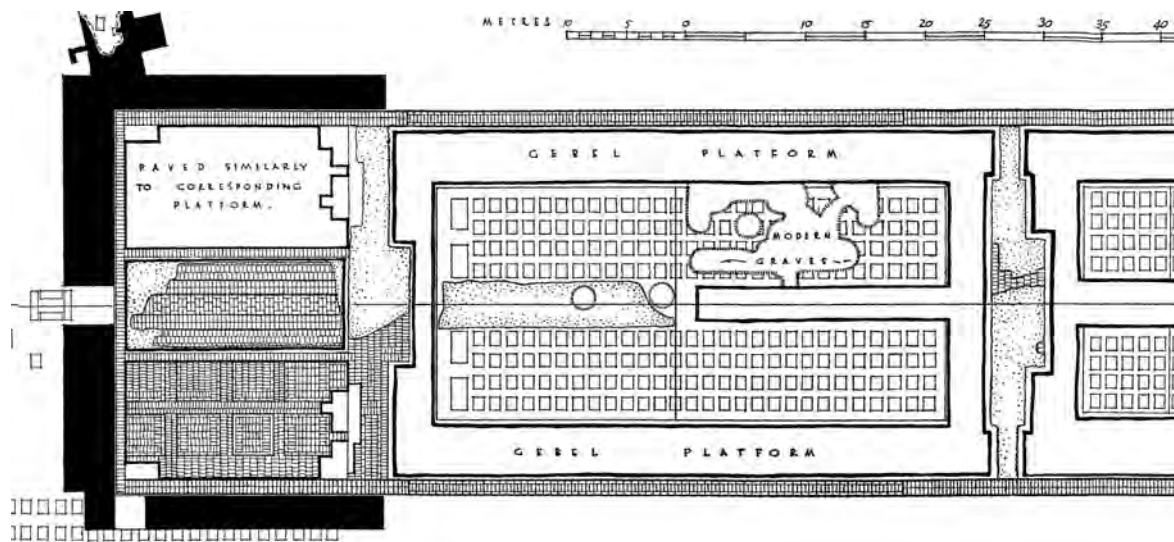 METRES 10 5 0 10 15 20 25 30 35 40
GEBEL PLATFORM
PAVED SIMILARLY
TO CORRESPONDING
PLATFORM.
MODERN
GRAVES
GEBEL PLATFORM